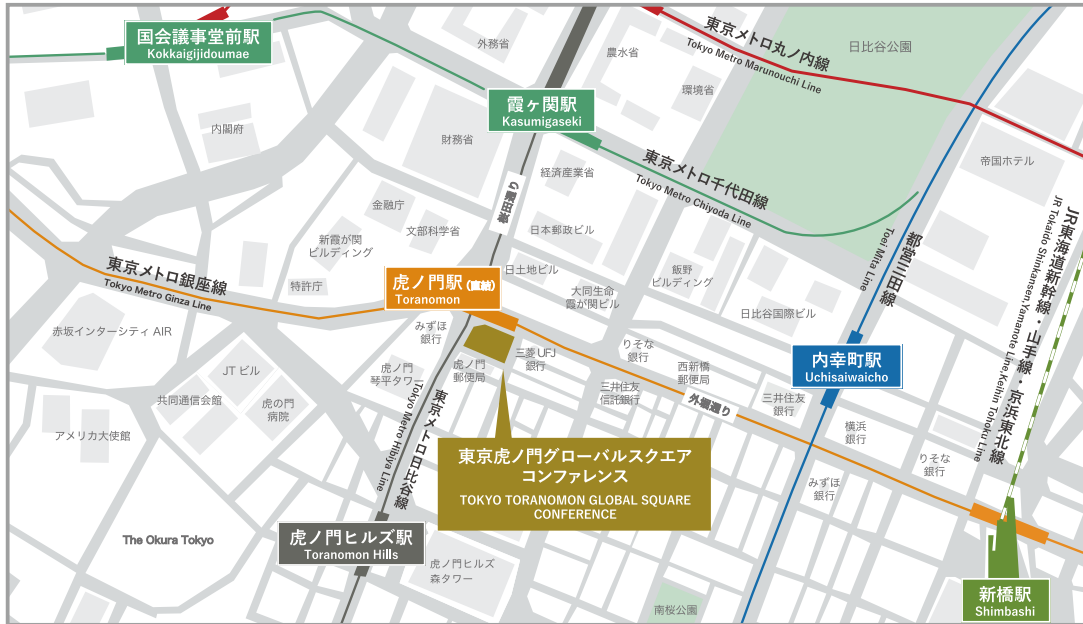 国会議事堂前駅
Kokkaigijidoumae
外務省
農水省
東京メトロ丸ノ内線
Tokyo Metro Marunouchi Line
日比谷公園
環境省
霞ヶ関駅
Kasumigaseki
内閣府
財務省
帝国ホテル
経済産業省
東京メトロ千代田線
Tokyo Metro Chiyoda Line
桜田通り
金融庁
文部科学省
日本郵政ビル
新霞が関
ビルディング
都営三田線
Toei Mita Line
JR東海道新幹線・山手線・京浜東北線
JR Tokaido Shinkansen,Yamanote Line,Keihin Tohoku Line
東京メトロ銀座線
Tokyo Metro Ginza Line
特許庁
虎ノ門駅(直結)
Toranomon
日土地ビル
飯野
ビルディング
大同生命
霞が関ビル
日比谷国際ビル
赤坂インターシティ AIR
みずほ
銀行
三菱UFJ
銀行
りそな
銀行
西新橋
郵便局
内幸町駅
Uchisaiwaicho
JT ビル
虎ノ門
琴平タワー
虎ノ門
郵便局
三井住友
信託銀行
外堀通り
三井住友
銀行
共同通信会館
虎の門
病院
東京メトロ日比谷線
Tokyo Metro Hibiya Line
アメリカ大使館
横浜
銀行
りそな
銀行
東京虎ノ門グローバルスクエア
コンファレンス
TOKYO TORANOMON GLOBAL SQUARE
CONFERENCE
みずほ
銀行
The Okura Tokyo
虎ノ門ヒルズ駅
Toranomon Hills
虎ノ門ヒルズ
森タワー
南桜公園
新橋駅
Shimbashi